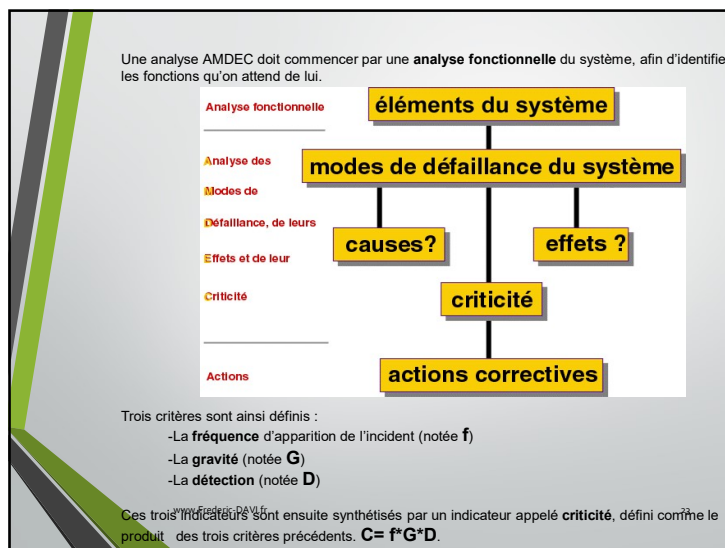 Une analyse AMDEC doit commencer par une analyse fonctionnelle du système, afin d'identifie
les fonctions qu'on attend de lui.
Analyse fonctionnelle
éléments du système
Analyse des
modes de défaillance du système
Modes de
Défaillance, de leurs
causes?
effets ?
Effets et de leur
Criticité
criticité
Actions
actions correctives
Trois critères sont ainsi définis :
-La fréquence d'apparition de l'incident (notée f)
-La gravité (notée G)
-La détection (notée D)
www.Frederic-DAVI.fr
23
Ces trois indicateurs sont ensuite synthétisés par un indicateur appelé criticité, défini comme le
produit des trois critères précédents. C= f*G*D.